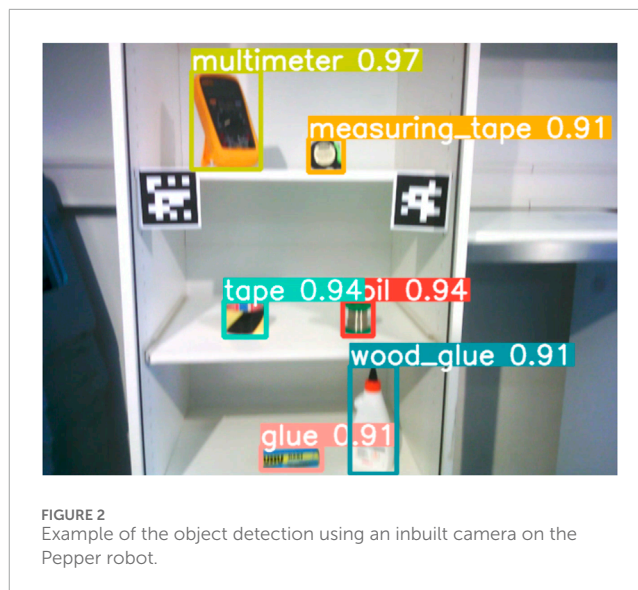 multimeter 0.97
measuring_tape 0.91
tape 0.94 oil 0.94
wood_glue 0.91
glue 0.91
FIGURE 2
Example of the object detection using an inbuilt camera on the
Pepper robot.